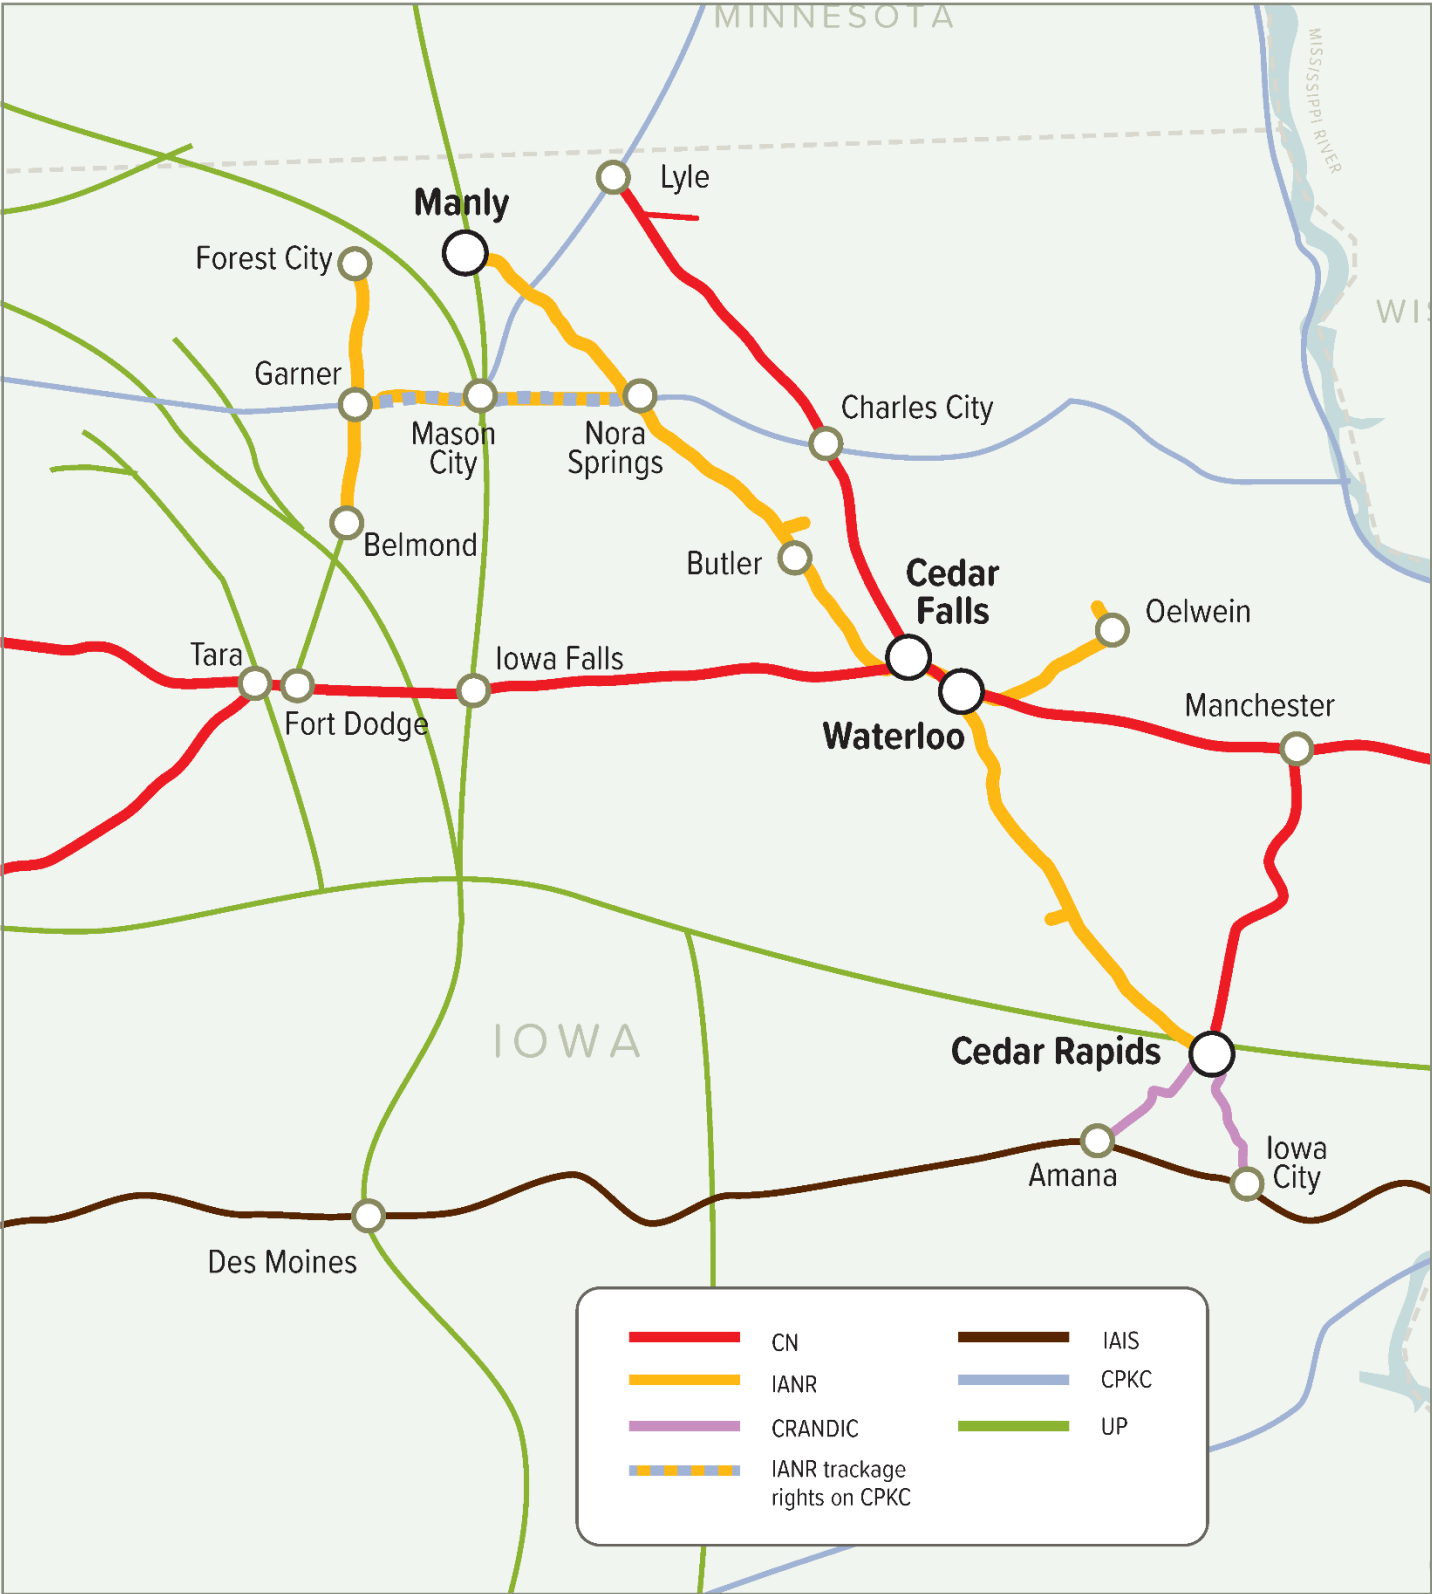 MINNESOTA
MISSISSIPPI RIVER
Lyle
Manly
Forest City
WIS
Garner
Charles City
Mason
City
Nora
Springs
Belmond
Butler
Cedar
Falls
Oelwein
Tara
Iowa Falls
Fort Dodge
Waterloo
Manchester
IOWA
Cedar Rapids
Amana
Iowa
City
Des Moines
CN
IANR
CRANDIC
IANR trackage
rights on CPKC
IAIS
CPKC
UP